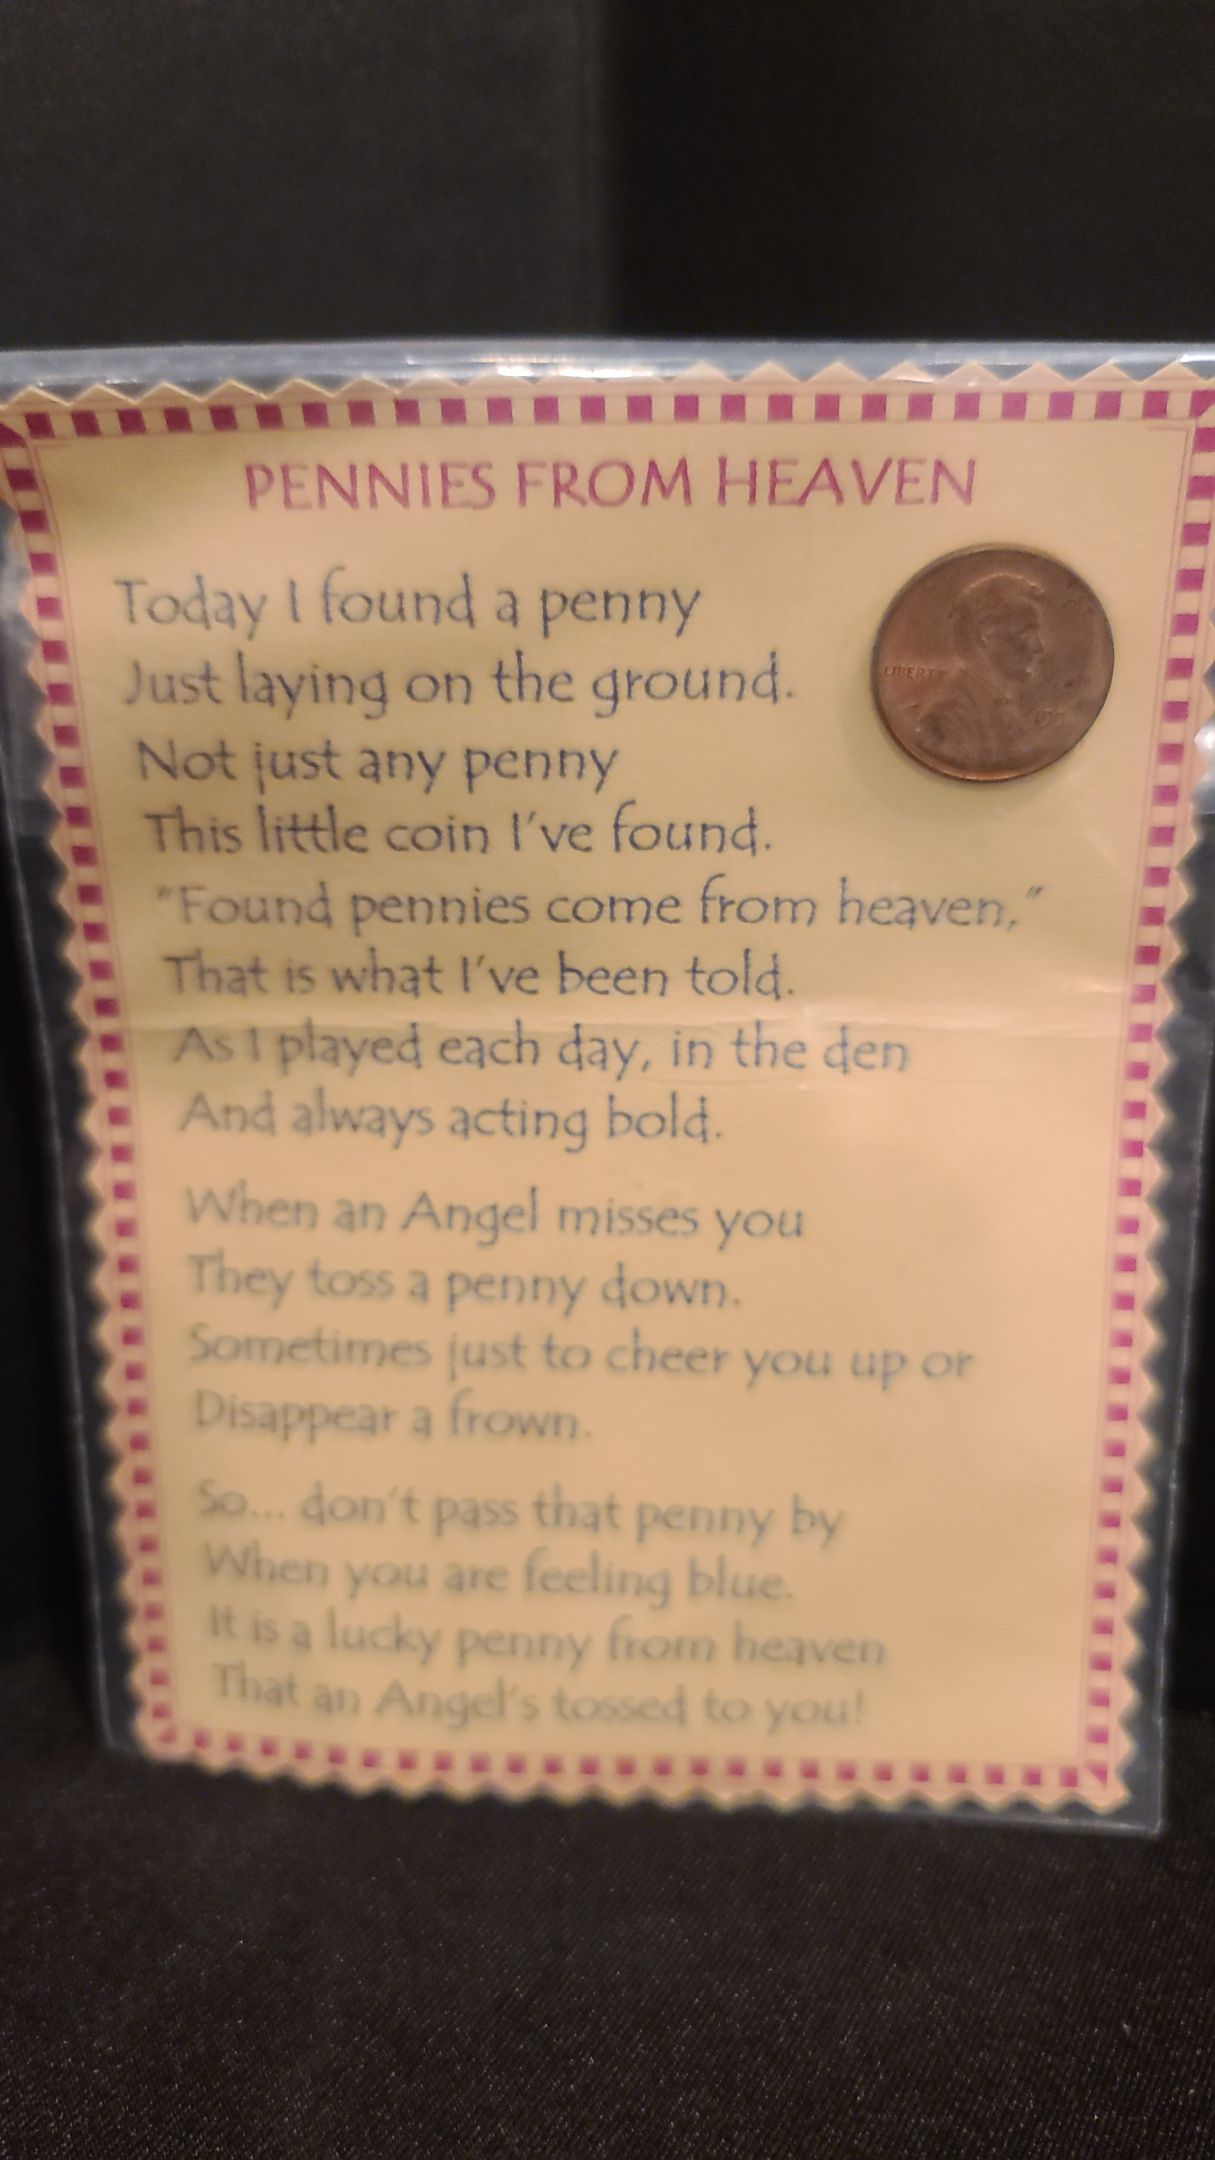 PENNIES FROM HEAVEN
Today I found a penny
Just laying on the ground.
Not just any penny
This little coin I've found.
"Found pennies come from heaven,"
That is what I've been told.
As I played each day, in the den
And always acting bold.
When an Angel misses you
They toss a penny down.
Sometimes just to cheer you up or
Disappear a frown.
So... don't pass that penny by
When you are feeling blue.
It is a lucky penny from heaven
That an Angel's tossed to you!
LIBERTY